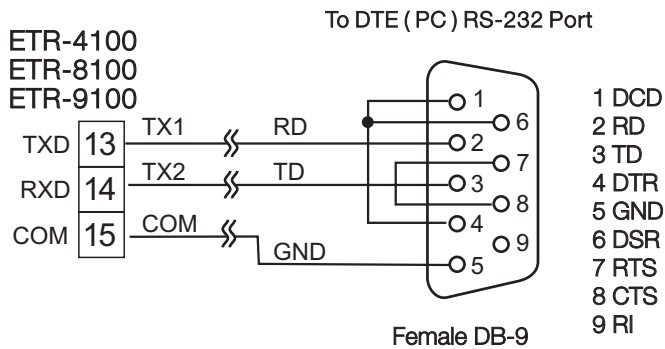 To DTE ( PC ) RS-232 Port
ETR-4100
ETR-8100
ETR-9100
TXD 13 TX1 RD
RXD 14 TX2 TD
COM 15 COM GND
1
6
2
7
3
8
4
9
5
1 DCD
2 RD
3 TD
4 DTR
5 GND
6 DSR
7 RTS
8 CTS
9 RI
Female DB-9